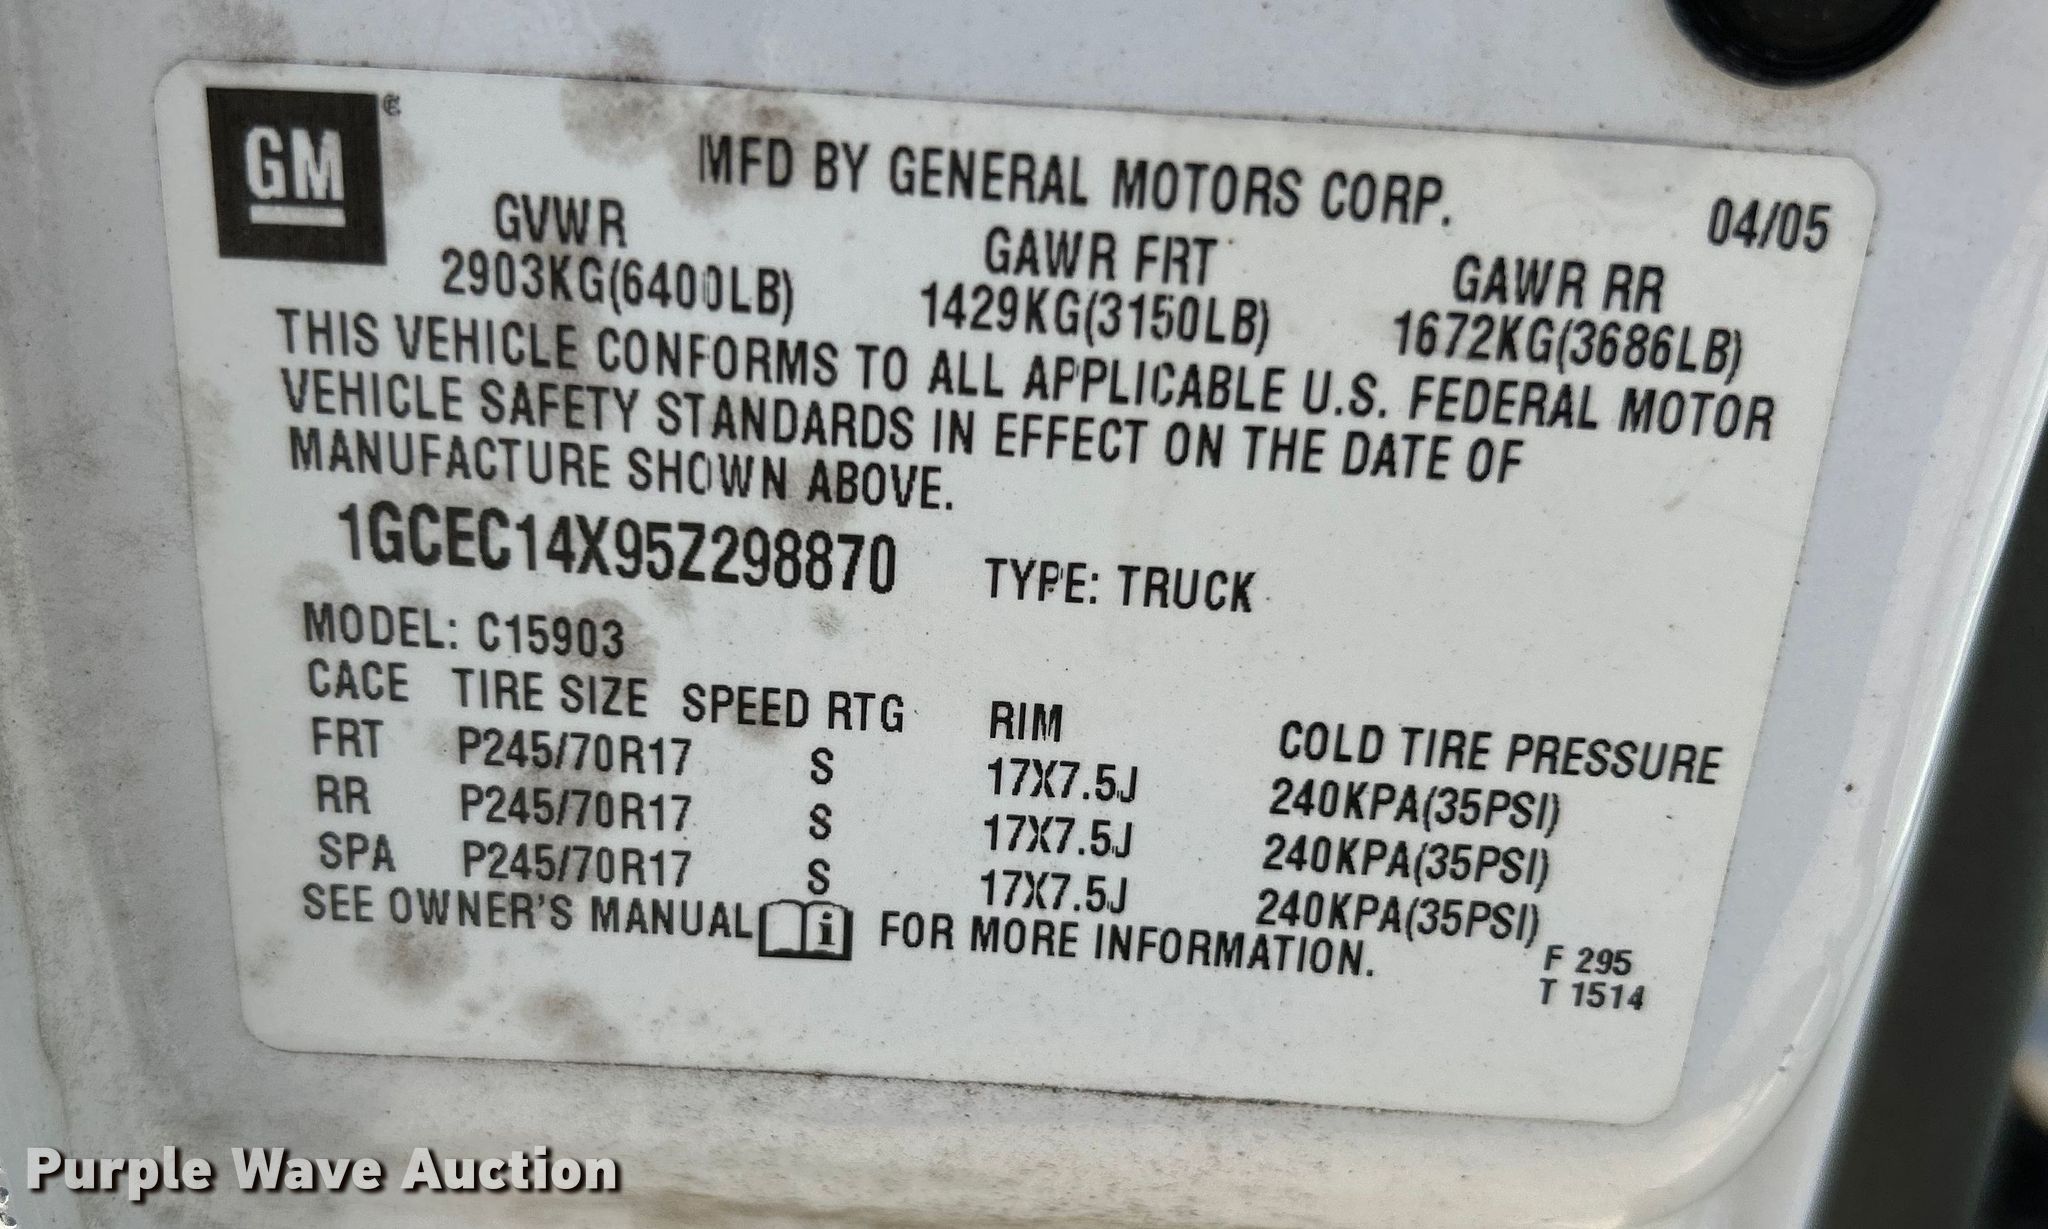 GM
MFD BY GENERAL MOTORS CORP.
04/05
GVWR GAWR FRT GAWR RR
2903KG(6400LB) 1429KG(3150LB) 1672KG(3686LB)
THIS VEHICLE CONFORMS TO ALL APPLICABLE U.S. FEDERAL MOTOR
VEHICLE SAFETY STANDARDS IN EFFECT ON THE DATE OF
MANUFACTURE SHOWN ABOVE.
1GCEC14X95Z298870 TYPE: TRUCK
MODEL: C15903
CACE TIRE SIZE SPEED RTG RIM COLD TIRE PRESSURE
FRT P245/70R17 S 17X7.5J 240KPA(35PSI)
RR P245/70R17 S 17X7.5J 240KPA(35PSI)
SPA P245/70R17 S 17X7.5J 240KPA(35PSI)
SEE OWNER'S MANUAL i FOR MORE INFORMATION.
F 295
T 1514
Purple Wave Auction